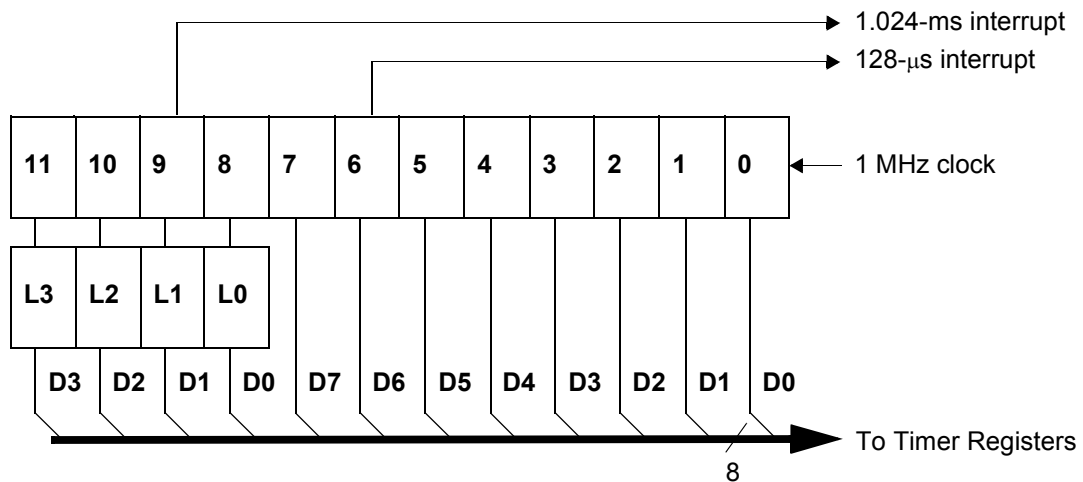 1.024-ms interrupt
128-μs interrupt
11 10 9 8 7 6 5 4 3 2 1 0
1 MHz clock
L3 L2 L1 L0
D3 D2 D1 D0 D7 D6 D5 D4 D3 D2 D1 D0
To Timer Registers
8